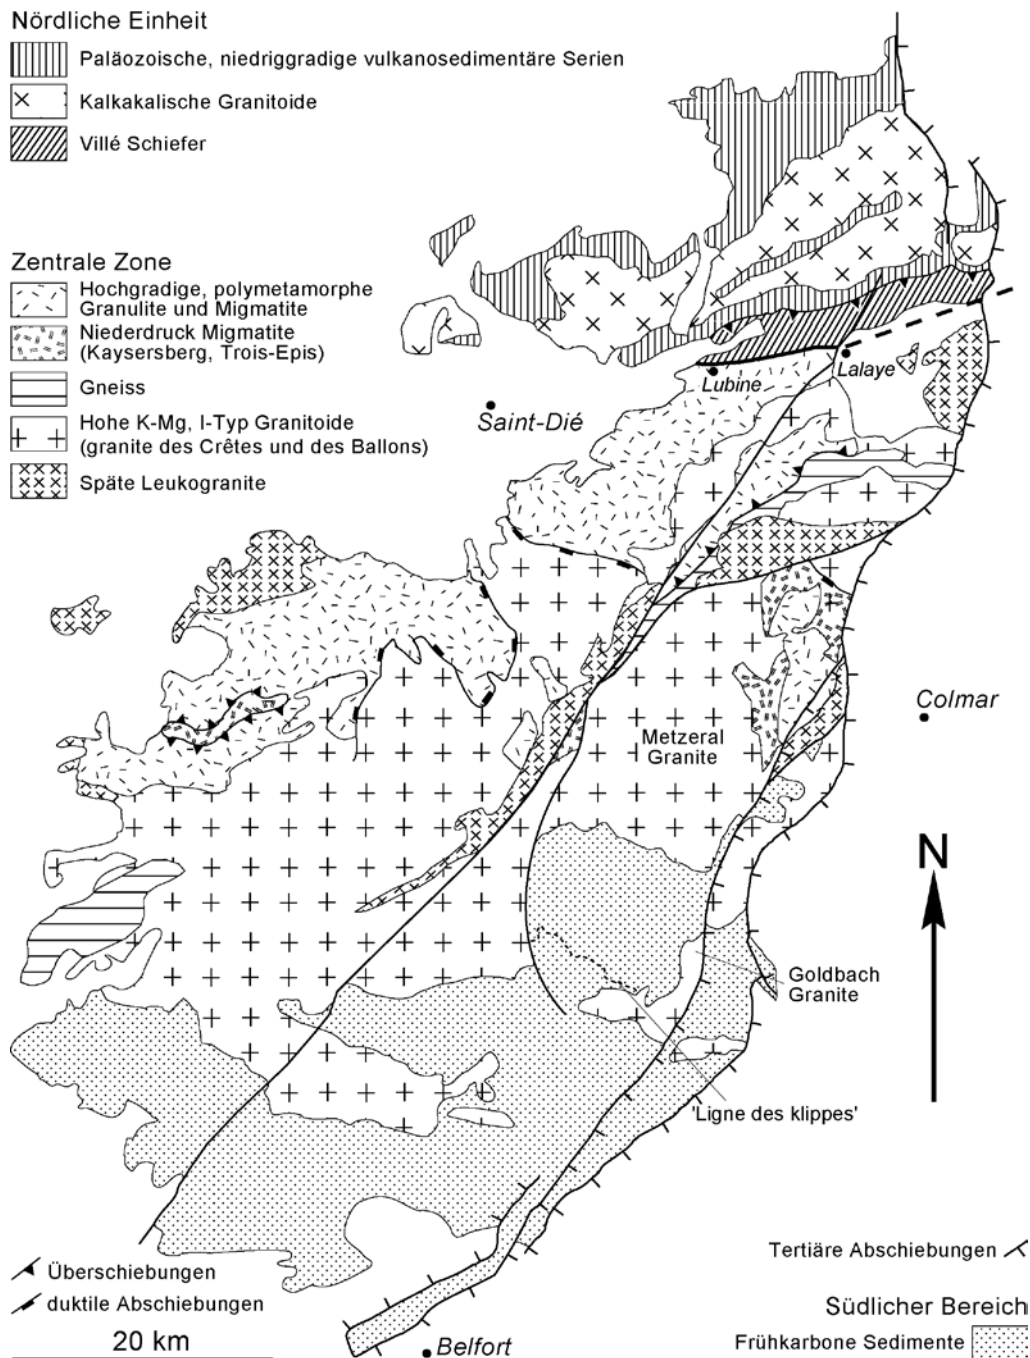 Nördliche Einheit
Paläozoische, niedriggradige vulkanosedimentäre Serien
Kalkakalische Granitoide
Villé Schiefer
Zentrale Zone
Hochgradige, polymetamorphe
Granulite und Migmatite
Niederdruck Migmatite
(Kaysersberg, Trois-Epis)
Gneiss
Hohe K-Mg, I-Typ Granitoide
(granite des Crêtes und des Ballons)
Späte Leukogranite
Lubine
Lalaye
Saint-Dié
Colmar
Metzeral
Granite
N
Goldbach
Granite
'Ligne des klippes'
Überschiebungen
duktile Abschiebungen
20 km
Belfort
Tertiäre Abschiebungen
Südlicher Bereich
Frühkarbone Sedimente